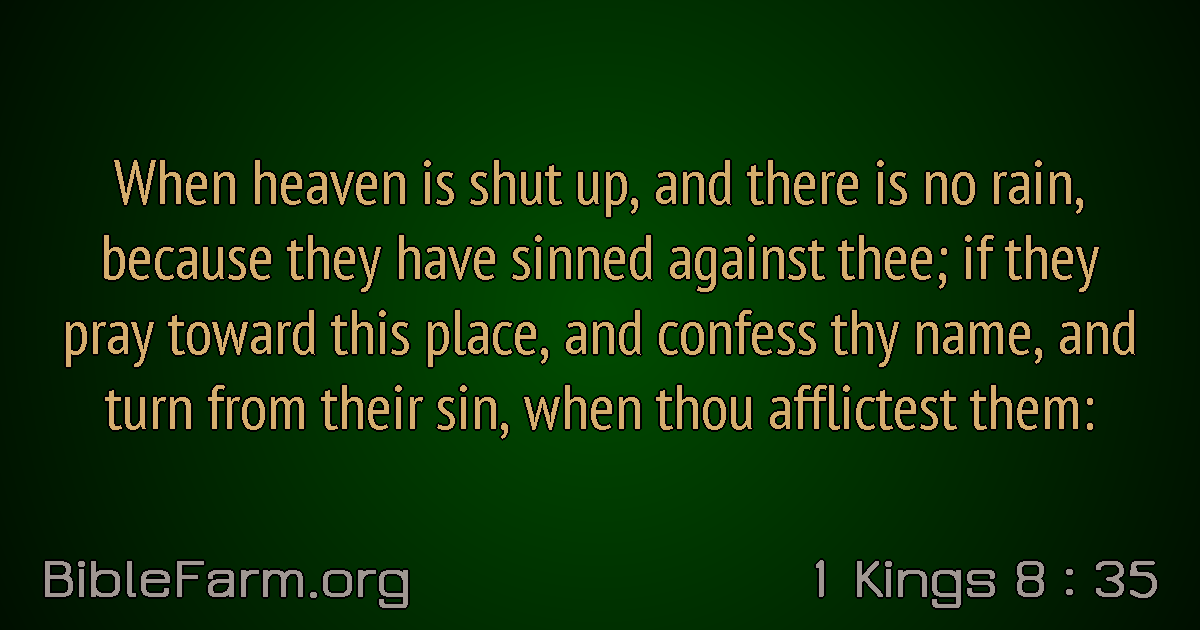 When heaven is shut up, and there is no rain,
because they have sinned against thee; if they
pray toward this place, and confess thy name, and
turn from their sin, when thou afflictest them:
BibleFarm.org
1 Kings 8 : 35